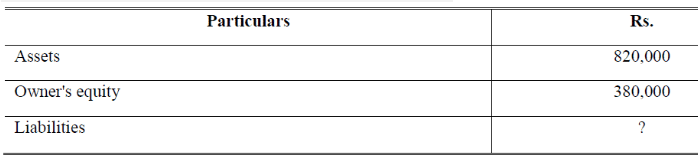 Particulars Rs.
Assets 820,000
Owner's equity 380,000
Liabilities ?